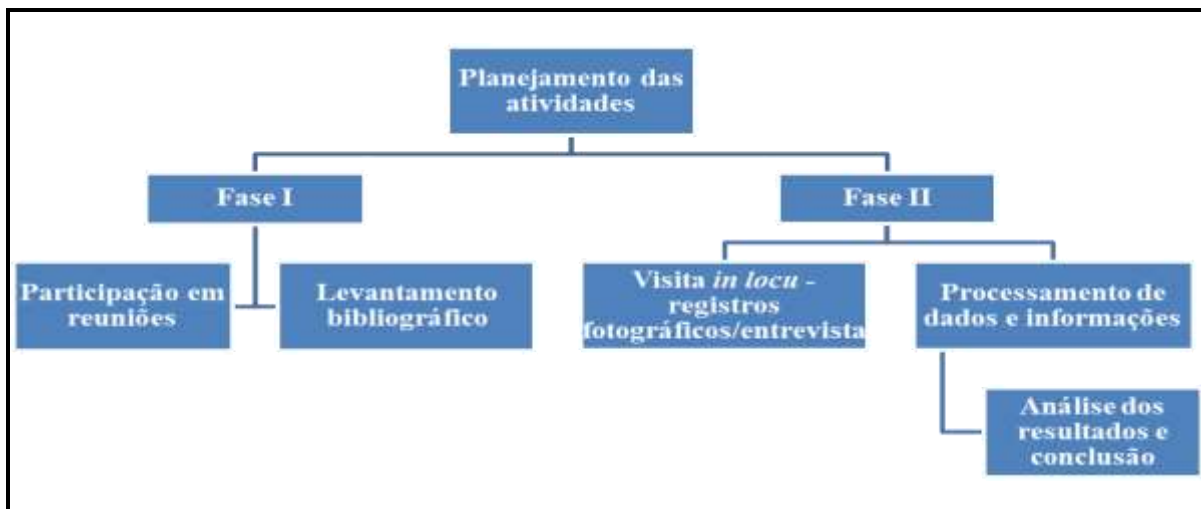 Planejamento das
atividades
Fase I
Fase II
Participação em
reuniões
Levantamento
bibliográfico
Visita in locu -
registros
fotográficos/entrevista
Processamento de
dados e informações
Análise dos
resultados e
conclusão